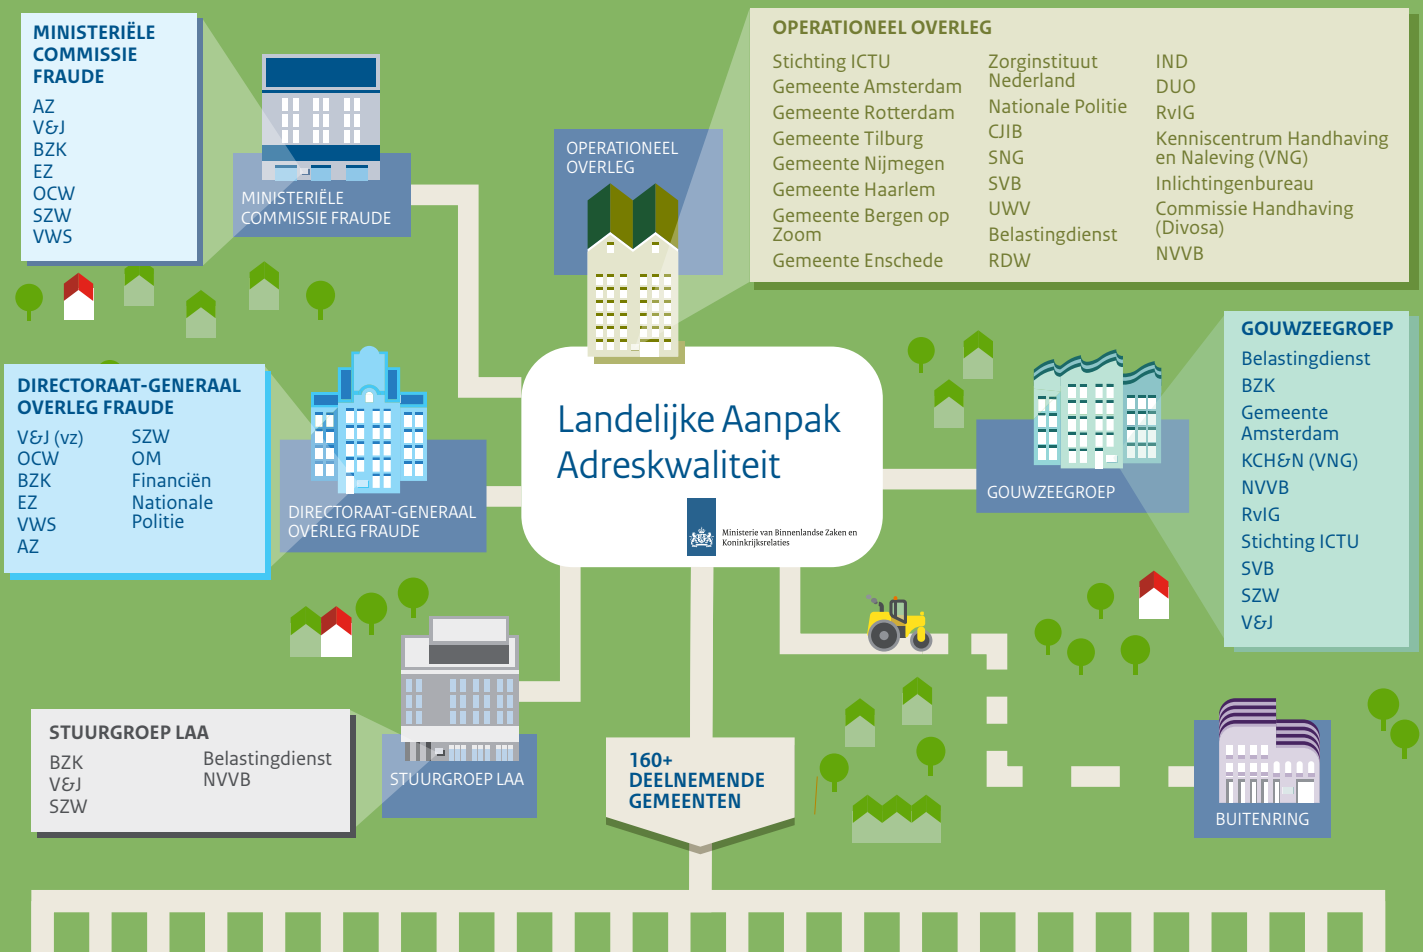 MINISTERIËLE
COMMISSIE
FRAUDE
AZ
V&J
BZK
EZ
OCW
SZW
VWS
MINISTERIËLE
COMMISSIE FRAUDE
OPERATIONEEL
OVERLEG
OPERATIONEEL OVERLEG
Stichting ICTU
Gemeente Amsterdam
Gemeente Rotterdam
Gemeente Tilburg
Gemeente Nijmegen
Gemeente Haarlem
Gemeente Bergen op
Zoom
Gemeente Enschede
Zorginstituut
Nederland
Nationale Politie
CJIB
SNG
SVB
UWV
Belastingdienst
RDW
IND
DUO
RvIG
Kenniscentrum Handhaving
en Naleving (VNG)
Inlichtingenbureau
Commissie Handhaving
(Divosa)
NVVB
DIRECTORAAT-GENERAAL
OVERLEG FRAUDE
V&J (vz)
OCW
BZK
EZ
VWS
AZ
SZW
OM
Financiën
Nationale
Politie
DIRECTORAAT-GENERAAL
OVERLEG FRAUDE
Landelijke Aanpak
Adreskwaliteit
Ministerie van Binnenlandse Zaken en
Koninkrijksrelaties
GOUWZEEGROEP
GOUWZEEGROEP
Belastingdienst
BZK
Gemeente
Amsterdam
KCH&N (VNG)
NVVB
RvIG
Stichting ICTU
SVB
SZW
V&J
STUURGROEP LAA
BZK
V&J
SZW
Belastingdienst
NVVB
STUURGROEP LAA
160+
DEELNEMENDE
GEMEENTEN
BUITENRING